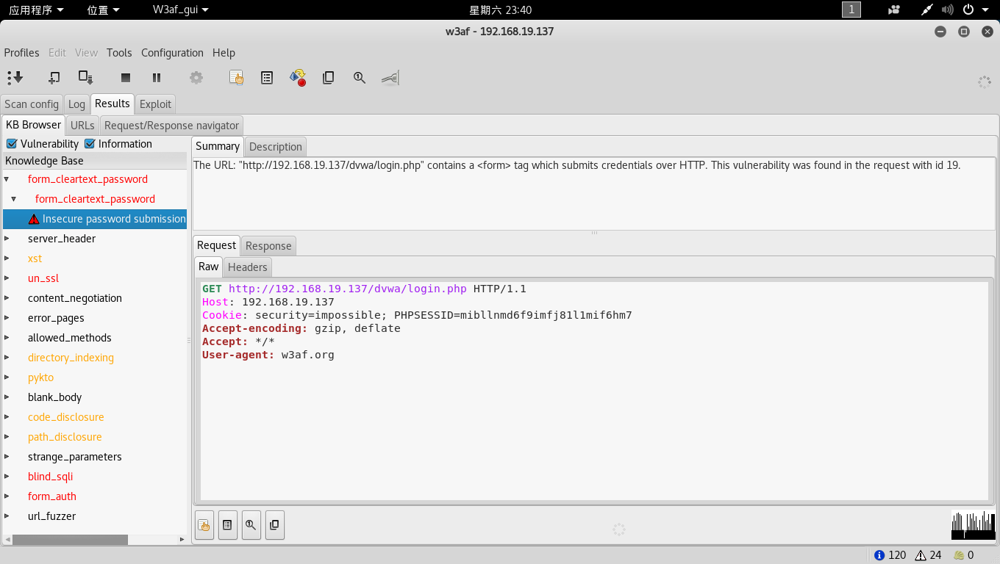 应用程序 位置 W3af_gui 星期六 23:40 1
w3af - 192.168.19.137
Profiles Edit View Tools Configuration Help
Scan config Log Results Exploit
KB Browser URLs Request/Response navigator
Vulnerability Information
Knowledge Base
form_cleartext_password
form_cleartext_password
Insecure password submission
server_header
xst
un_ssl
content_negotiation
error_pages
allowed_methods
directory_indexing
pykto
blank_body
code_disclosure
path_disclosure
strange_parameters
blind_sqli
form_auth
url_fuzzer
Summary Description
The URL: "http://192.168.19.137/dvwa/login.php" contains a <form> tag which submits credentials over HTTP. This vulnerability was found in the request with id 19.
Request Response
Raw Headers
GET http://192.168.19.137/dvwa/login.php HTTP/1.1
Host: 192.168.19.137
Cookie: security=impossible; PHPSESSID=mibllnmd6f9imfj81l1mif6hm7
Accept-encoding: gzip, deflate
Accept: */*
User-agent: w3af.org
120 24 0